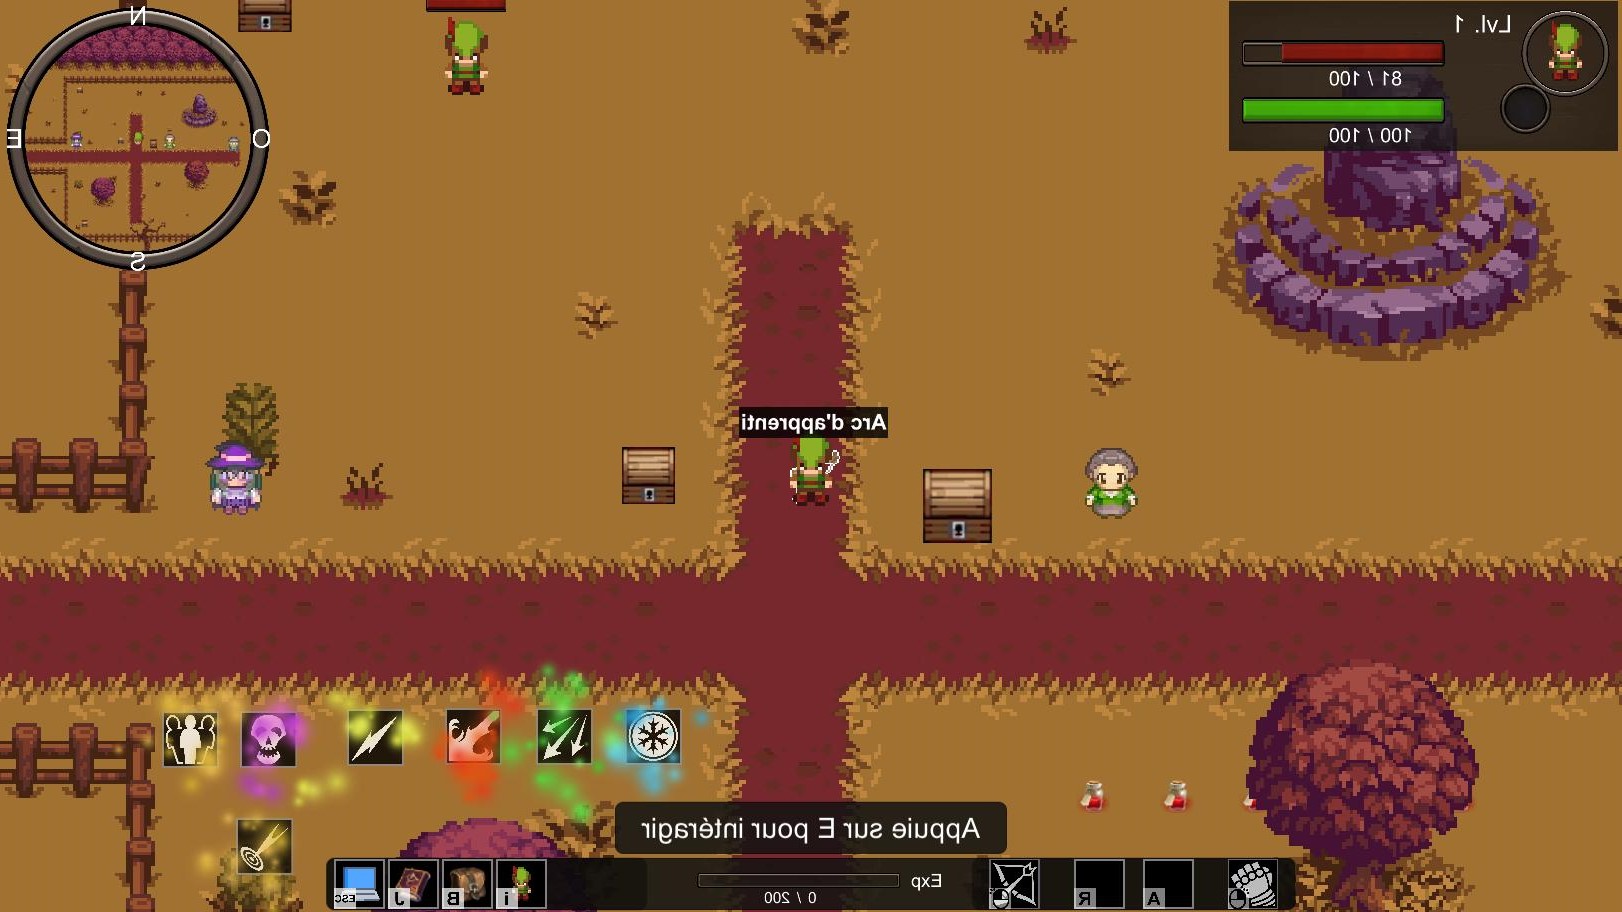 N
E
O
S
Lvl. 1
81 / 100
100 / 100
Arc d'apprenti
Appuie sur E pour intéragir
ESC
J
B
i
Exp
0 / 200
R
A